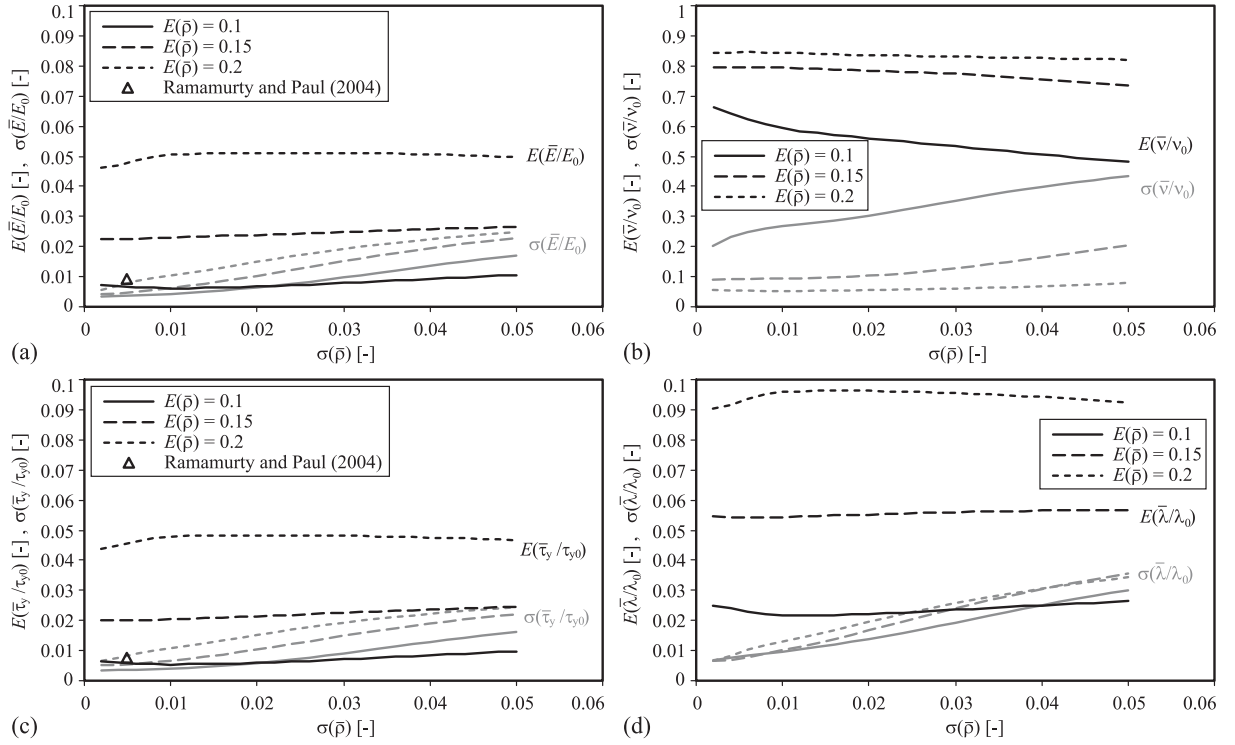 E(Ē/E₀) [-] , σ(Ē/E₀) [-]
0.1
0.09
0.08
0.07
0.06
0.05
0.04
0.03
0.02
0.01
0
E(ρ̄) = 0.1
E(ρ̄) = 0.15
E(ρ̄) = 0.2
Ramamurty and Paul (2004)
E(Ē/E₀)
σ(Ē/E₀)
0 0.01 0.02 0.03 0.04 0.05 0.06
σ(ρ̄) [-]
(a)
E(ν̄/ν₀) [-] , σ(ν̄/ν₀) [-]
1
0.9
0.8
0.7
0.6
0.5
0.4
0.3
0.2
0.1
0
E(ρ̄) = 0.1
E(ρ̄) = 0.15
E(ρ̄) = 0.2
E(ν̄/ν₀)
σ(ν̄/ν₀)
0 0.01 0.02 0.03 0.04 0.05 0.06
σ(ρ̄) [-]
(b)
E(τ̄y/τy0) [-] , σ(τ̄y/τy0) [-]
0.1
0.09
0.08
0.07
0.06
0.05
0.04
0.03
0.02
0.01
0
E(ρ̄) = 0.1
E(ρ̄) = 0.15
E(ρ̄) = 0.2
Ramamurty and Paul (2004)
E(τ̄y/τy0)
σ(τ̄y/τy0)
0 0.01 0.02 0.03 0.04 0.05 0.06
σ(ρ̄) [-]
(c)
E(λ̄/λ₀) [-] , σ(λ̄/λ₀) [-]
0.1
0.09
0.08
0.07
0.06
0.05
0.04
0.03
0.02
0.01
0
E(ρ̄) = 0.1
E(ρ̄) = 0.15
E(ρ̄) = 0.2
E(λ̄/λ₀)
σ(λ̄/λ₀)
0 0.01 0.02 0.03 0.04 0.05 0.06
σ(ρ̄) [-]
(d)